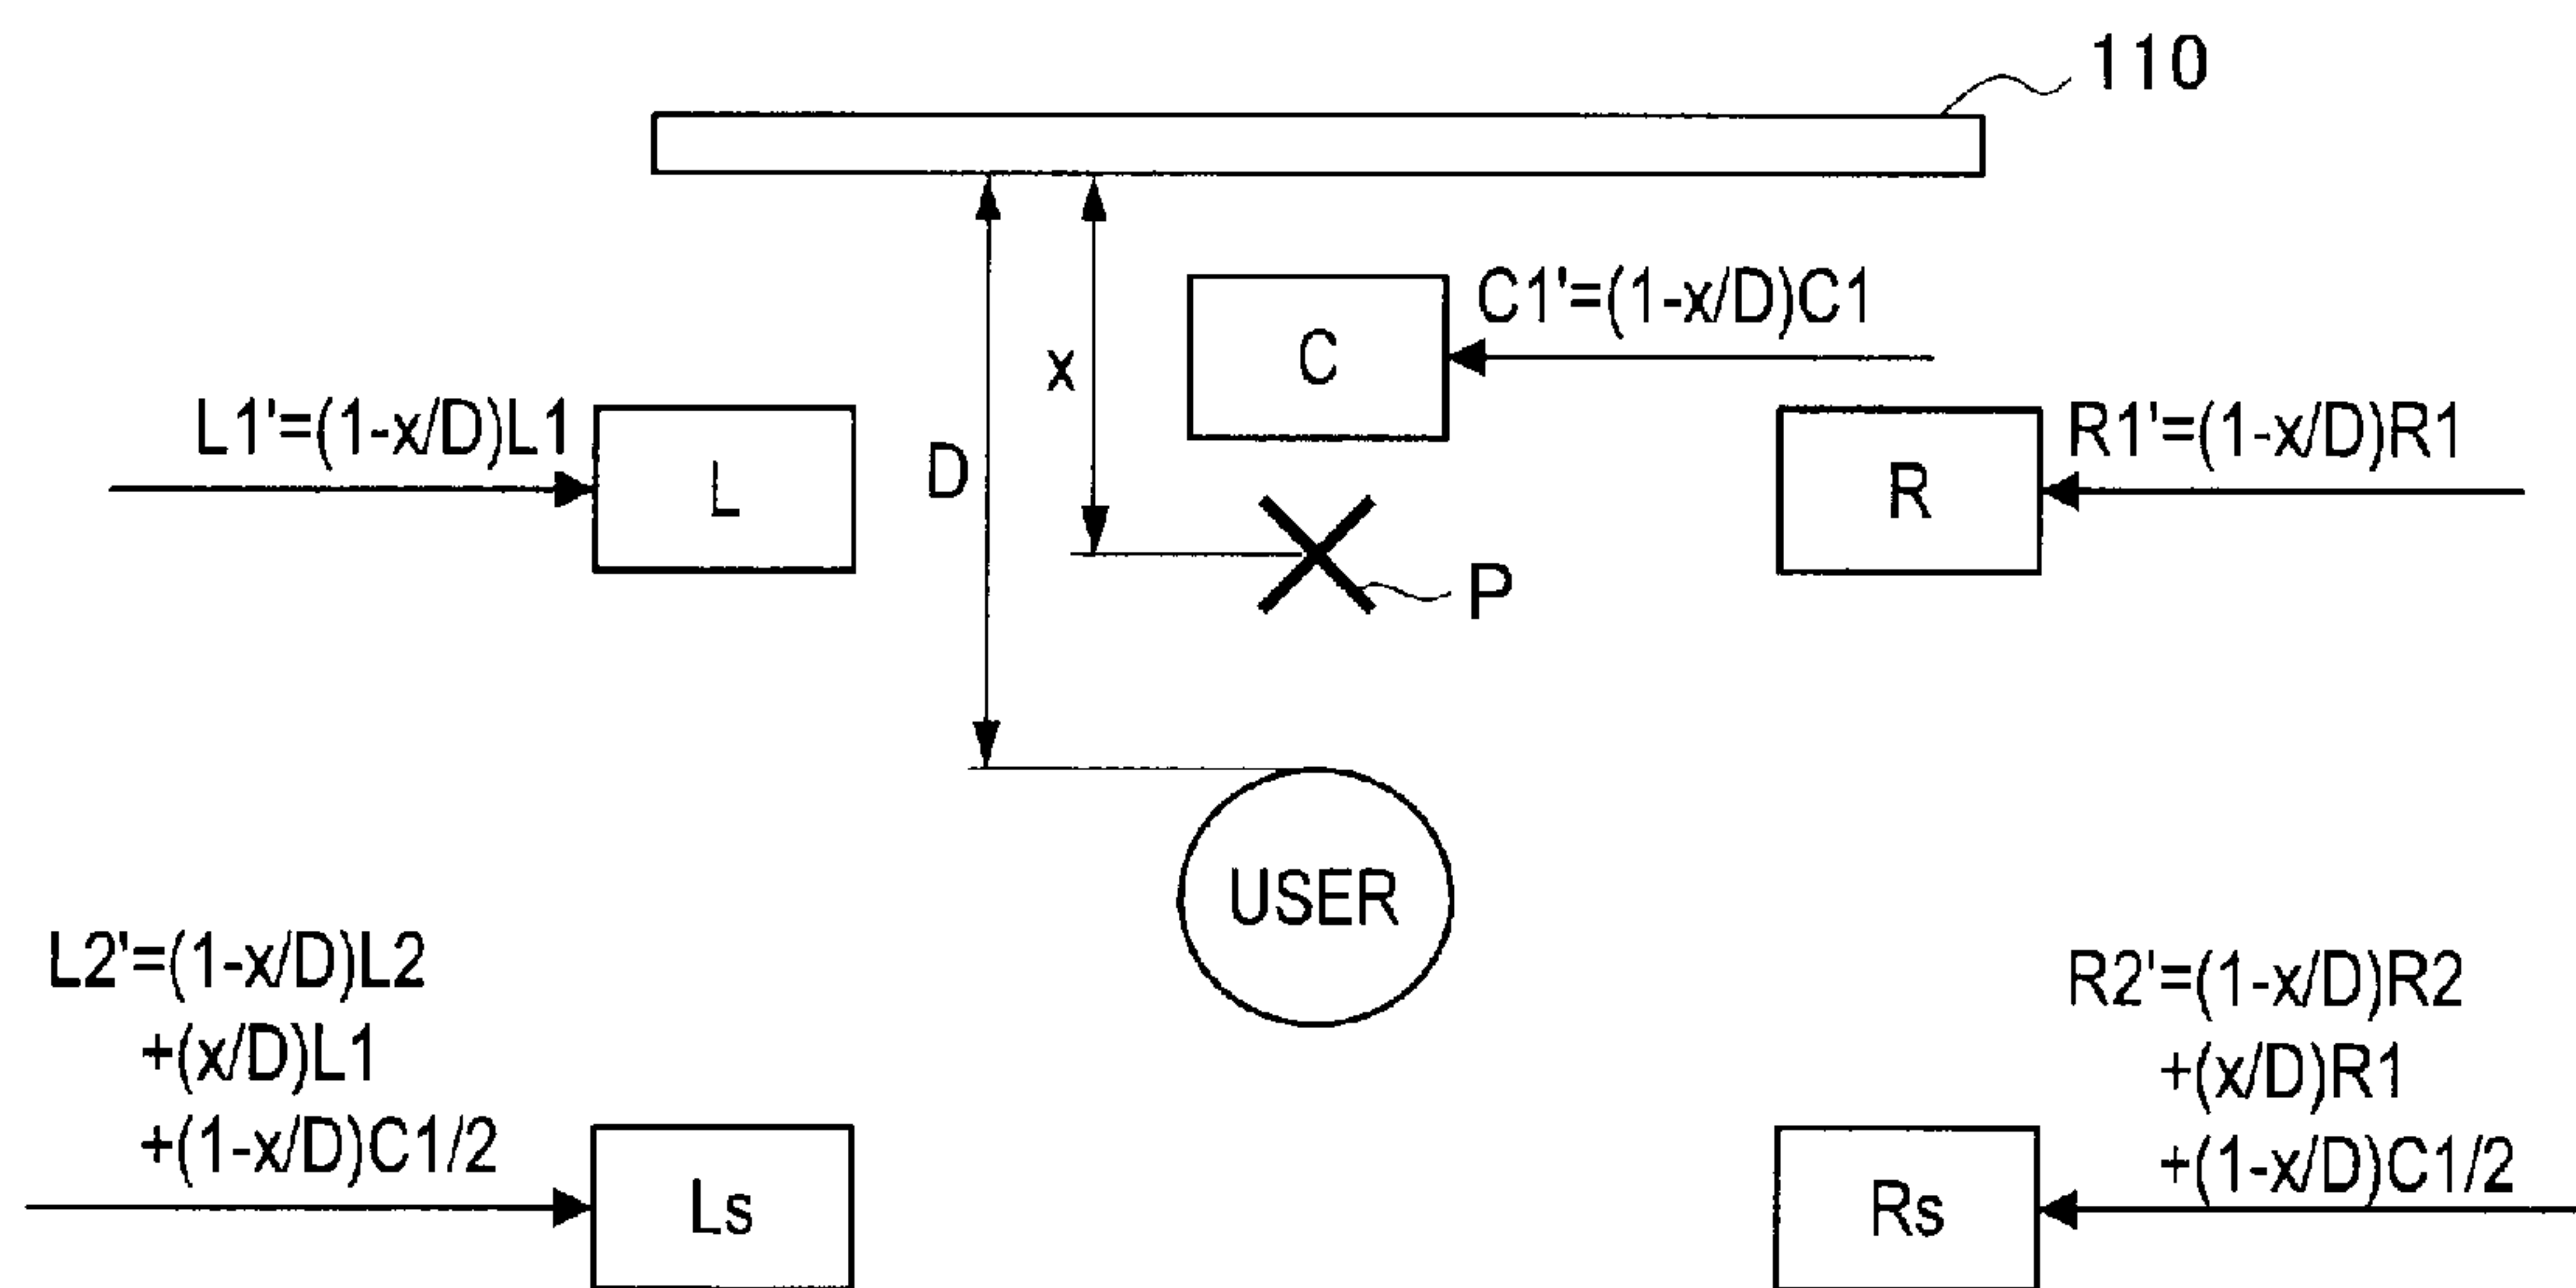 110
C1'=(1-x/D)C1
C
x
L1'=(1-x/D)L1
L
D
R1'=(1-x/D)R1
R
P
USER
L2'=(1-x/D)L2
+(x/D)L1
+(1-x/D)C1/2
Ls
R2'=(1-x/D)R2
+(x/D)R1
+(1-x/D)C1/2
Rs